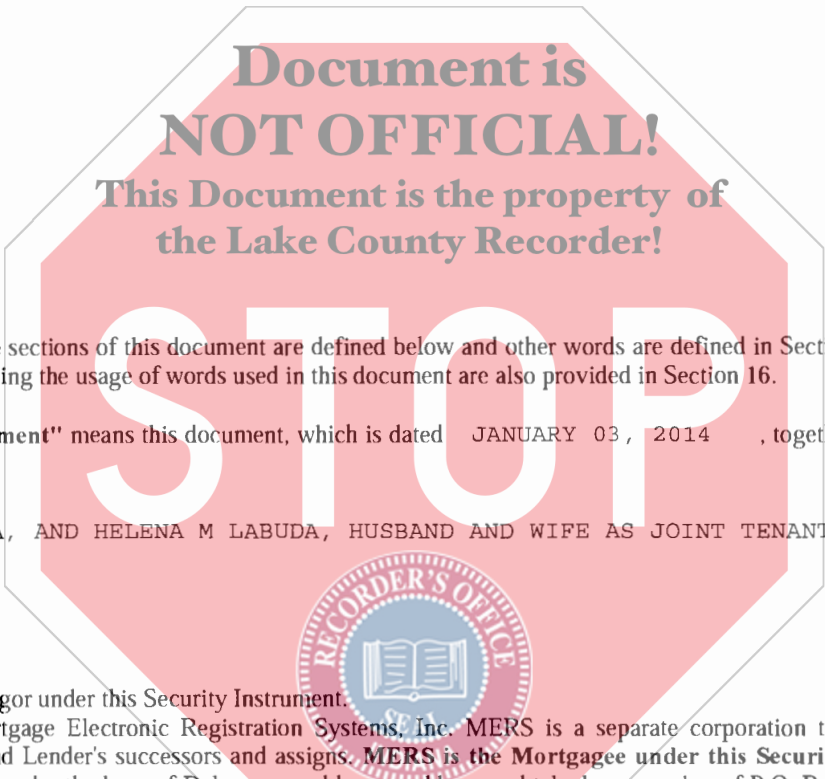 Document is
NOT OFFICIAL!
This Document is the property of
the Lake County Recorder!
STOP
sections of this document are defined below and other words are defined in Sect
ing the usage of words used in this document are also provided in Section 16.
ment" means this document, which is dated JANUARY 03, 2014 , toget
A, AND HELENA M LABUDA, HUSBAND AND WIFE AS JOINT TENANT
RECORDER'S OFFICE
SEAL
gor under this Security Instrument.
tgage Electronic Registration Systems, Inc. MERS is a separate corporation t
d Lender's successors and assigns. MERS is the Mortgagee under this Securi